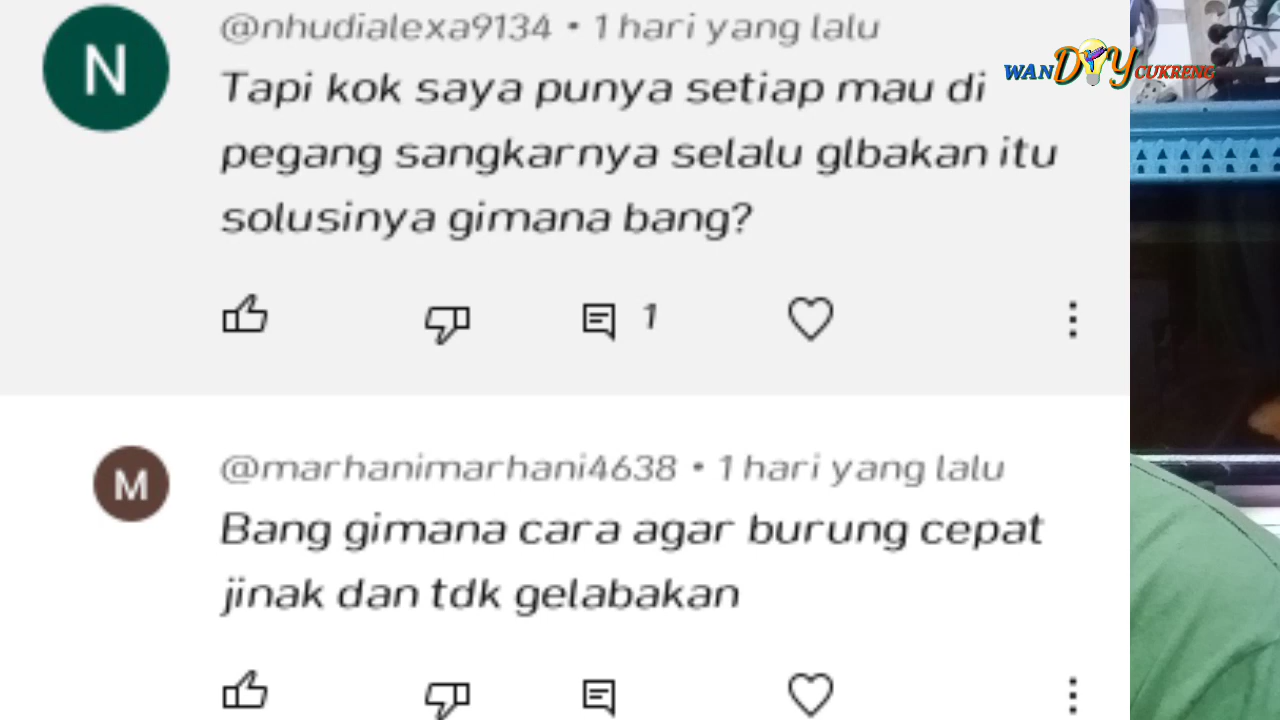 N
@nhudialexa9134 • 1 hari yang lalu
Tapi kok saya punya setiap mau di
pegang sangkarnya selalu glbakan itu
solusinya gimana bang?
1
WAN DIY CUKRENG
M
@marhanimarhani4638 • 1 hari yang lalu
Bang gimana cara agar burung cepat
jinak dan tdk gelabakan